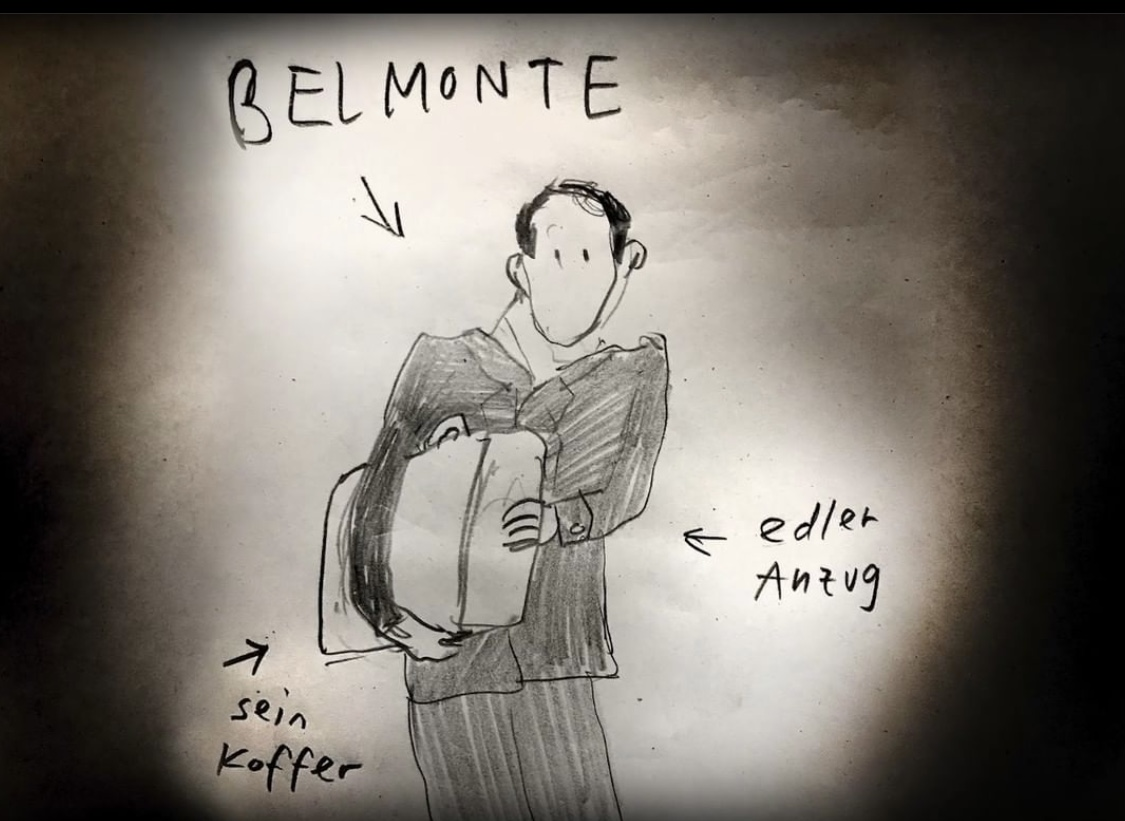 BELMONTE
edler
Anzug
sein
Koffer